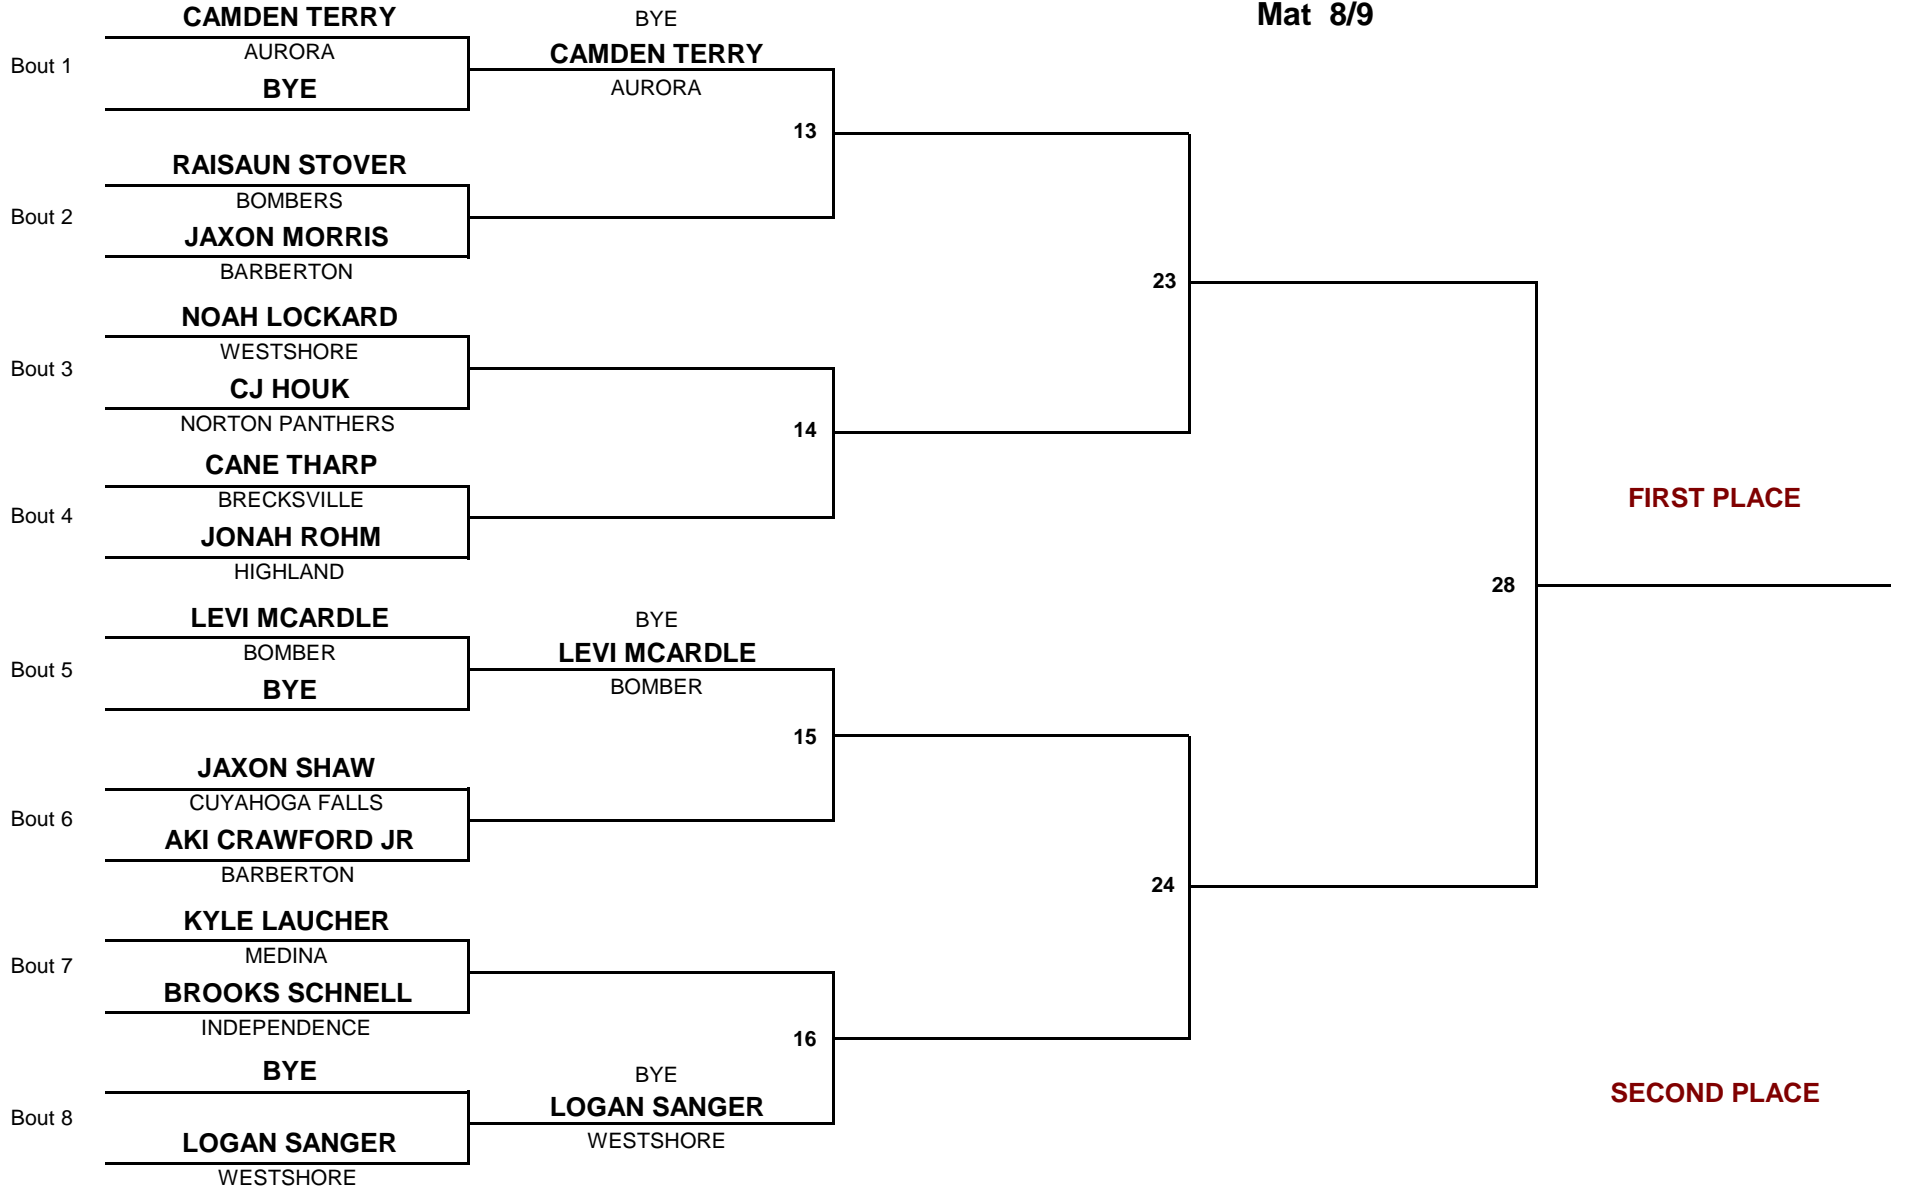 Mat 8/9
CAMDEN TERRY
Bout 1
AURORA
BYE
BYE
CAMDEN TERRY
AURORA
13
RAISAUN STOVER
Bout 2
BOMBERS
JAXON MORRIS
BARBERTON
23
NOAH LOCKARD
Bout 3
WESTSHORE
CJ HOUK
NORTON PANTHERS
14
CANE THARP
Bout 4
BRECKSVILLE
JONAH ROHM
HIGHLAND
FIRST PLACE
28
LEVI MCARDLE
Bout 5
BOMBER
BYE
BYE
LEVI MCARDLE
BOMBER
15
JAXON SHAW
Bout 6
CUYAHOGA FALLS
AKI CRAWFORD JR
BARBERTON
24
KYLE LAUCHER
Bout 7
MEDINA
BROOKS SCHNELL
INDEPENDENCE
16
BYE
Bout 8
LOGAN SANGER
WESTSHORE
BYE
LOGAN SANGER
WESTSHORE
SECOND PLACE